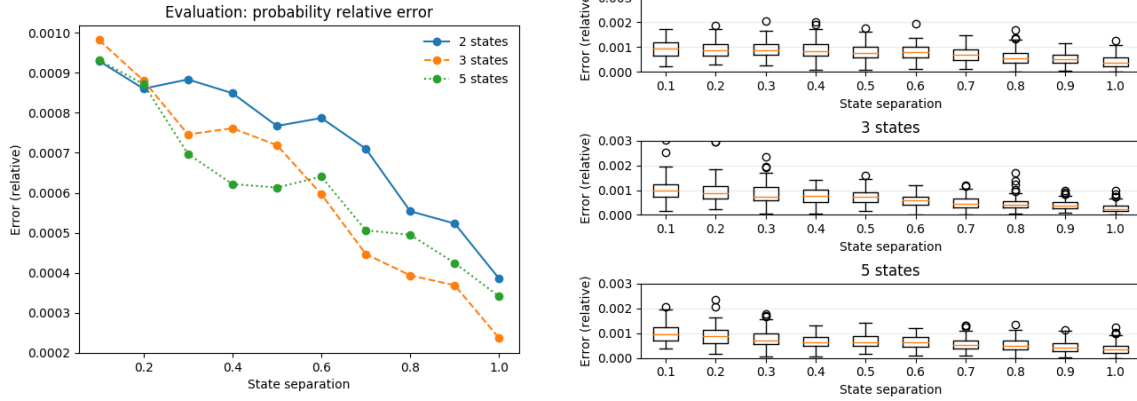 Evaluation: probability relative error
0.0010
0.0009
0.0008
0.0007
0.0006
0.0005
0.0004
0.0003
0.0002
Error (relative)
2 states
3 states
5 states
0.2 0.4 0.6 0.8 1.0
State separation
0.003
0.002
0.001
0.000
Error (relative)
0.1 0.2 0.3 0.4 0.5 0.6 0.7 0.8 0.9 1.0
State separation
3 states
0.003
0.002
0.001
0.000
Error (relative)
0.1 0.2 0.3 0.4 0.5 0.6 0.7 0.8 0.9 1.0
State separation
5 states
0.003
0.002
0.001
0.000
Error (relative)
0.1 0.2 0.3 0.4 0.5 0.6 0.7 0.8 0.9 1.0
State separation